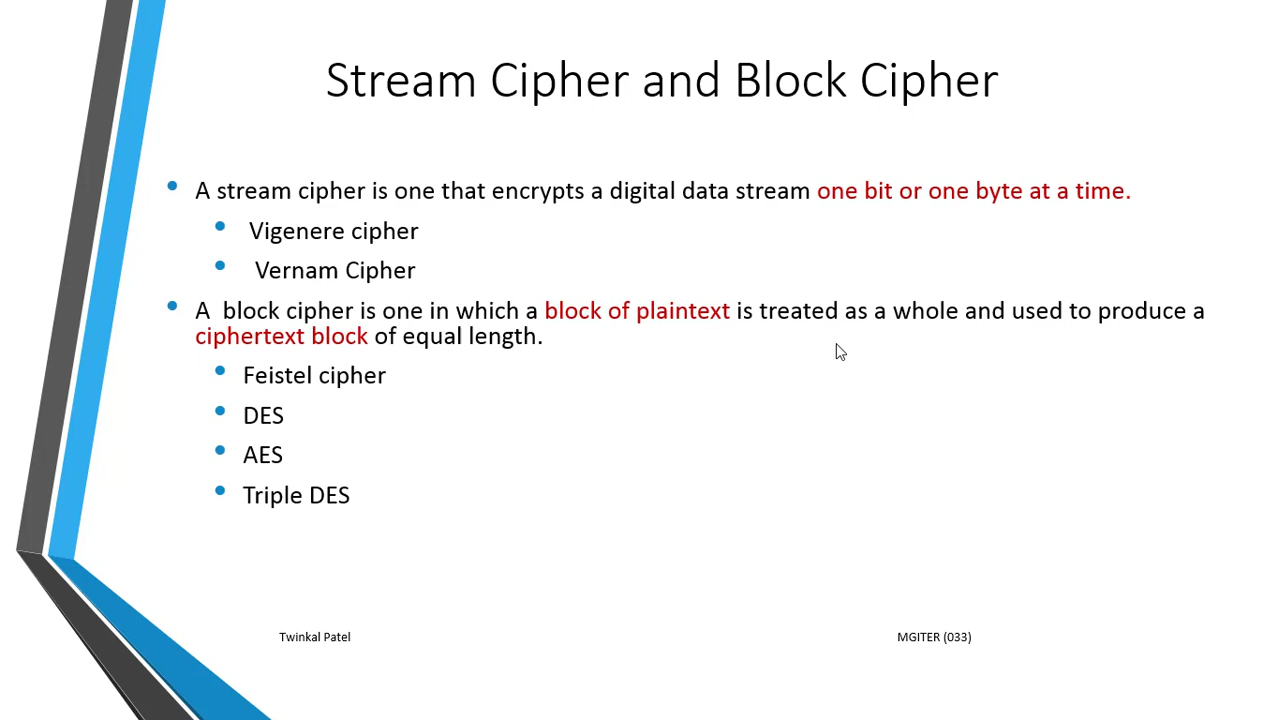 Stream Cipher and Block Cipher
A stream cipher is one that encrypts a digital data stream one bit or one byte at a time.
Vigenere cipher
Vernam Cipher
A block cipher is one in which a block of plaintext is treated as a whole and used to produce a
ciphertext block of equal length.
Feistel cipher
DES
AES
Triple DES
Twinkal Patel
MGITER (033)